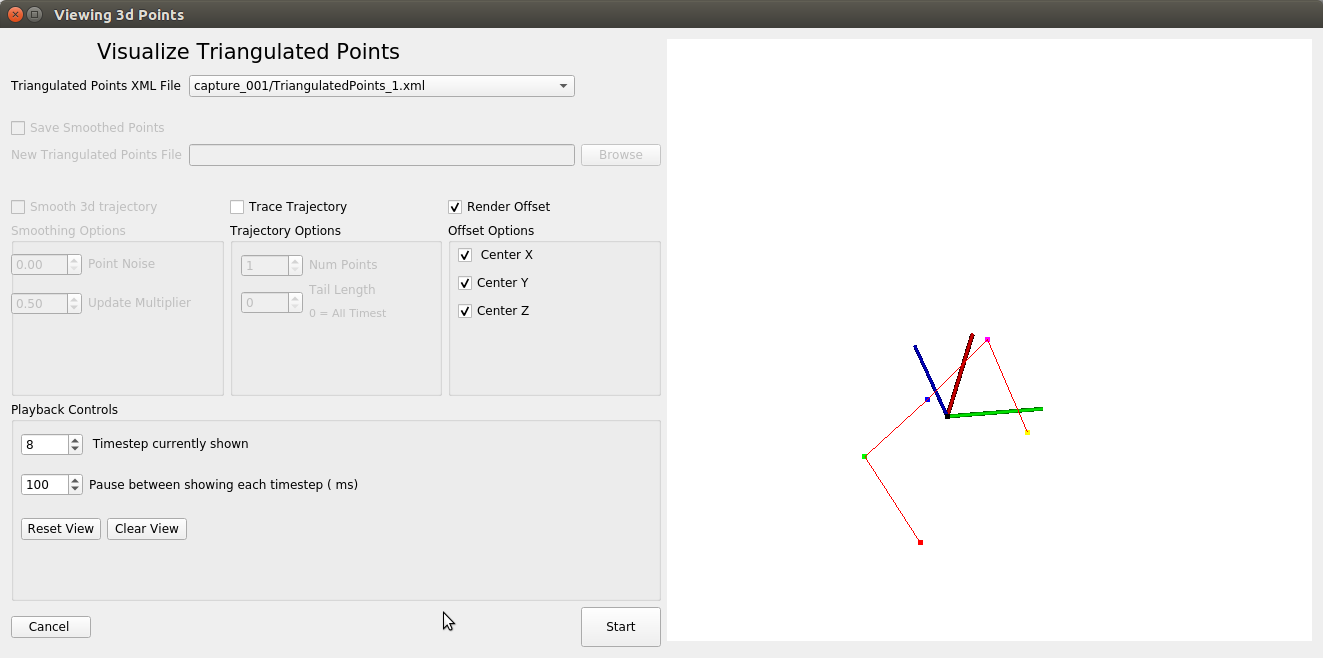 Viewing 3d Points
Visualize Triangulated Points
Triangulated Points XML File capture_001/TriangulatedPoints_1.xml
Save Smoothed Points
New Triangulated Points File Browse
Smooth 3d trajectory Trace Trajectory Render Offset
Smoothing Options Trajectory Options Offset Options
0.00 Point Noise 1 Num Points Center X
0.50 Update Multiplier 0 Tail Length Center Y
0 = All Timest Center Z
Playback Controls
8 Timestep currently shown
100 Pause between showing each timestep ( ms)
Reset View Clear View
Cancel Start